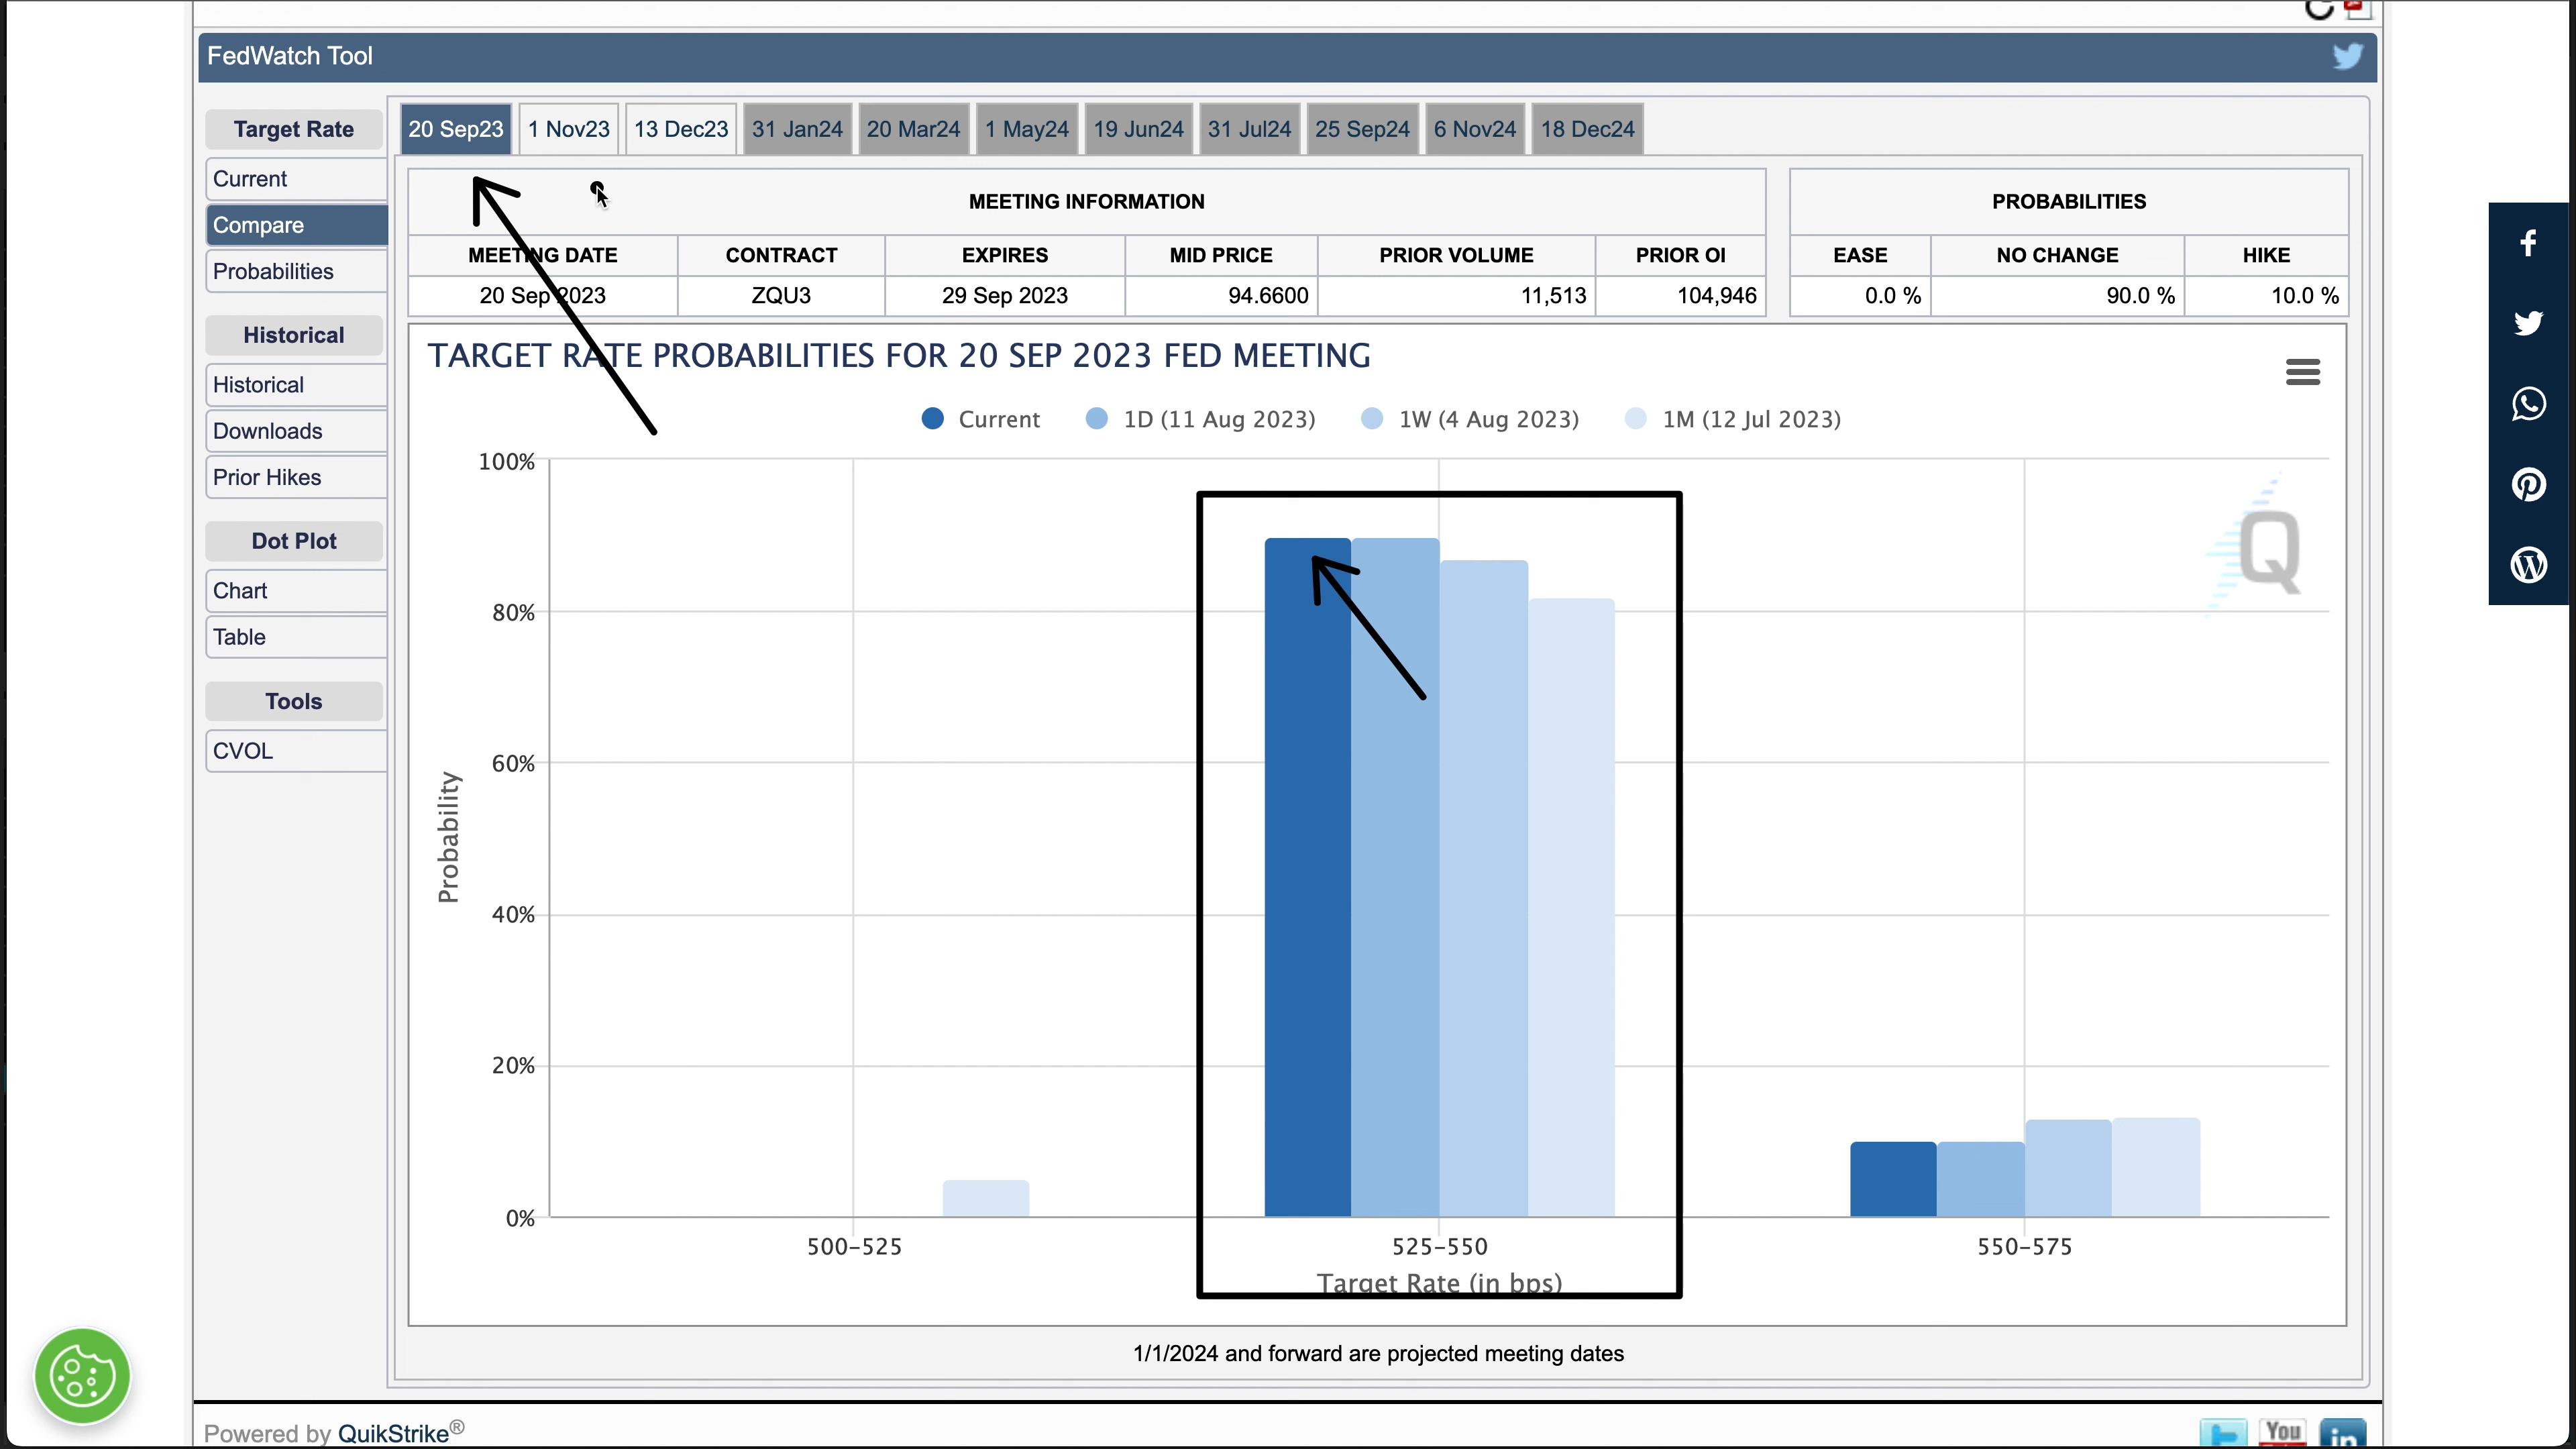 FedWatch Tool
Target Rate
Current
Compare
Probabilities
Historical
Historical
Downloads
Prior Hikes
Dot Plot
Chart
Table
Tools
CVOL
20 Sep23 1 Nov23 13 Dec23 31 Jan24 20 Mar24 1 May24 19 Jun24 31 Jul24 25 Sep24 6 Nov24 18 Dec24
MEETING INFORMATION
MEETING DATE CONTRACT EXPIRES MID PRICE PRIOR VOLUME PRIOR OI
20 Sep 2023 ZQU3 29 Sep 2023 94.6600 11,513 104,946
PROBABILITIES
EASE NO CHANGE HIKE
0.0 % 90.0 % 10.0 %
TARGET RATE PROBABILITIES FOR 20 SEP 2023 FED MEETING
Current 1D (11 Aug 2023) 1W (4 Aug 2023) 1M (12 Jul 2023)
Q
Probability
100%
80%
60%
40%
20%
0%
500-525 525-550 550-575
Target Rate (in bps)
1/1/2024 and forward are projected meeting dates
Powered by QuikStrike®
You
in